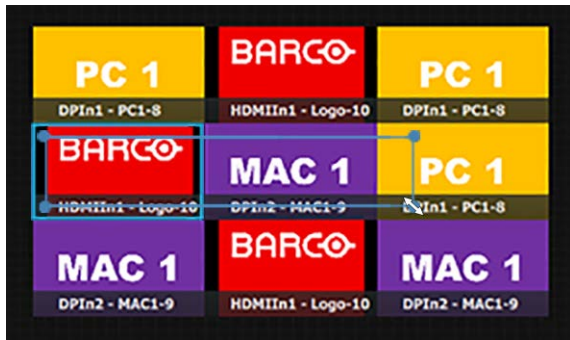 PC 1
DPIn1 - PC1-8
BARCO
HDMIIn1 - Logo-10
PC 1
DPIn1 - PC1-8
BARCO
HDMIIn1 - Logo-10
MAC 1
DPIn2 - MAC1-9
PC 1
DPIn1 - PC1-8
MAC 1
DPIn2 - MAC1-9
BARCO
HDMIIn1 - Logo-10
MAC 1
DPIn2 - MAC1-9